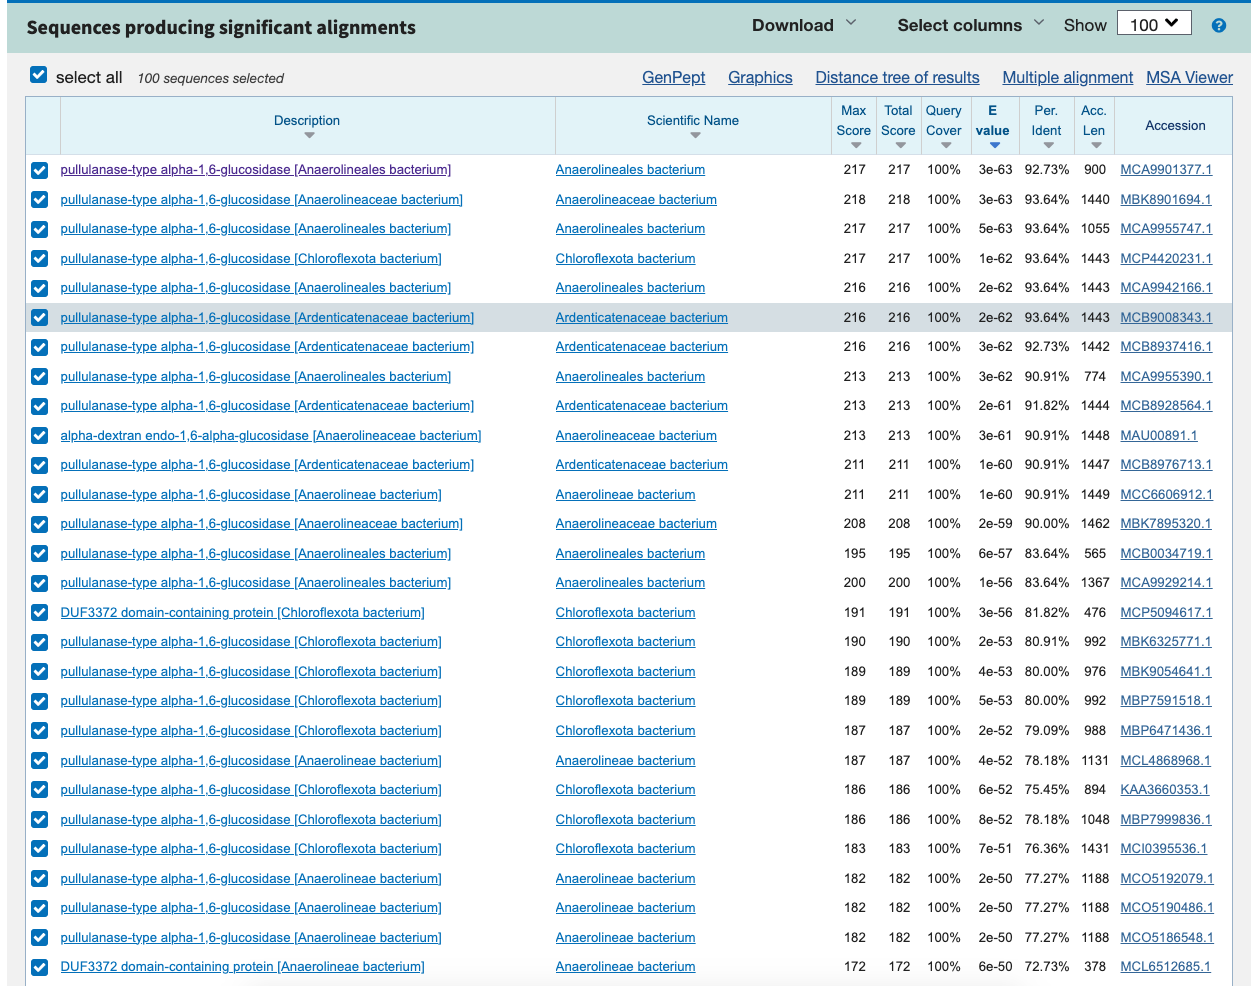 Sequences producing significant alignments Download Select columns Show 100 ?
select all 100 sequences selected GenPept Graphics Distance tree of results Multiple alignment MSA Viewer
Description Scientific Name Max Score Total Score Query Cover E value Per. Ident Acc. Len Accession
pullulanase-type alpha-1,6-glucosidase [Anaerolineales bacterium] Anaerolineales bacterium 217 217 100% 3e-63 92.73% 900 MCA9901377.1
pullulanase-type alpha-1,6-glucosidase [Anaerolineaceae bacterium] Anaerolineaceae bacterium 218 218 100% 3e-63 93.64% 1440 MBK8901694.1
pullulanase-type alpha-1,6-glucosidase [Anaerolineales bacterium] Anaerolineales bacterium 217 217 100% 5e-63 93.64% 1055 MCA9955747.1
pullulanase-type alpha-1,6-glucosidase [Chloroflexota bacterium] Chloroflexota bacterium 217 217 100% 1e-62 93.64% 1443 MCP4420231.1
pullulanase-type alpha-1,6-glucosidase [Anaerolineales bacterium] Anaerolineales bacterium 216 216 100% 2e-62 93.64% 1443 MCA9942166.1
pullulanase-type alpha-1,6-glucosidase [Ardenticatenaceae bacterium] Ardenticatenaceae bacterium 216 216 100% 2e-62 93.64% 1443 MCB9008343.1
pullulanase-type alpha-1,6-glucosidase [Ardenticatenaceae bacterium] Ardenticatenaceae bacterium 216 216 100% 3e-62 92.73% 1442 MCB8937416.1
pullulanase-type alpha-1,6-glucosidase [Anaerolineales bacterium] Anaerolineales bacterium 213 213 100% 3e-62 90.91% 774 MCA9955390.1
pullulanase-type alpha-1,6-glucosidase [Ardenticatenaceae bacterium] Ardenticatenaceae bacterium 213 213 100% 2e-61 91.82% 1444 MCB8928564.1
alpha-dextran endo-1,6-alpha-glucosidase [Anaerolineaceae bacterium] Anaerolineaceae bacterium 213 213 100% 3e-61 90.91% 1448 MAU00891.1
pullulanase-type alpha-1,6-glucosidase [Ardenticatenaceae bacterium] Ardenticatenaceae bacterium 211 211 100% 1e-60 90.91% 1447 MCB8976713.1
pullulanase-type alpha-1,6-glucosidase [Anaerolineae bacterium] Anaerolineae bacterium 211 211 100% 1e-60 90.91% 1449 MCC6606912.1
pullulanase-type alpha-1,6-glucosidase [Anaerolineaceae bacterium] Anaerolineaceae bacterium 208 208 100% 2e-59 90.00% 1462 MBK7895320.1
pullulanase-type alpha-1,6-glucosidase [Anaerolineales bacterium] Anaerolineales bacterium 195 195 100% 6e-57 83.64% 565 MCB0034719.1
pullulanase-type alpha-1,6-glucosidase [Anaerolineales bacterium] Anaerolineales bacterium 200 200 100% 1e-56 83.64% 1367 MCA9929214.1
DUF3372 domain-containing protein [Chloroflexota bacterium] Chloroflexota bacterium 191 191 100% 3e-56 81.82% 476 MCP5094617.1
pullulanase-type alpha-1,6-glucosidase [Chloroflexota bacterium] Chloroflexota bacterium 190 190 100% 2e-53 80.91% 992 MBK6325771.1
pullulanase-type alpha-1,6-glucosidase [Chloroflexota bacterium] Chloroflexota bacterium 189 189 100% 4e-53 80.00% 976 MBK9054641.1
pullulanase-type alpha-1,6-glucosidase [Chloroflexota bacterium] Chloroflexota bacterium 189 189 100% 5e-53 80.00% 992 MBP7591518.1
pullulanase-type alpha-1,6-glucosidase [Chloroflexota bacterium] Chloroflexota bacterium 187 187 100% 2e-52 79.09% 988 MBP6471436.1
pullulanase-type alpha-1,6-glucosidase [Anaerolineae bacterium] Anaerolineae bacterium 187 187 100% 4e-52 78.18% 1131 MCL4868968.1
pullulanase-type alpha-1,6-glucosidase [Chloroflexota bacterium] Chloroflexota bacterium 186 186 100% 6e-52 75.45% 894 KAA3660353.1
pullulanase-type alpha-1,6-glucosidase [Chloroflexota bacterium] Chloroflexota bacterium 186 186 100% 8e-52 78.18% 1048 MBP7999836.1
pullulanase-type alpha-1,6-glucosidase [Chloroflexota bacterium] Chloroflexota bacterium 183 183 100% 7e-51 76.36% 1431 MCI0395536.1
pullulanase-type alpha-1,6-glucosidase [Anaerolineae bacterium] Anaerolineae bacterium 182 182 100% 2e-50 77.27% 1188 MCO5192079.1
pullulanase-type alpha-1,6-glucosidase [Anaerolineae bacterium] Anaerolineae bacterium 182 182 100% 2e-50 77.27% 1188 MCO5190486.1
pullulanase-type alpha-1,6-glucosidase [Anaerolineae bacterium] Anaerolineae bacterium 182 182 100% 2e-50 77.27% 1188 MCO5186548.1
DUF3372 domain-containing protein [Anaerolineae bacterium] Anaerolineae bacterium 172 172 100% 6e-50 72.73% 378 MCL6512685.1